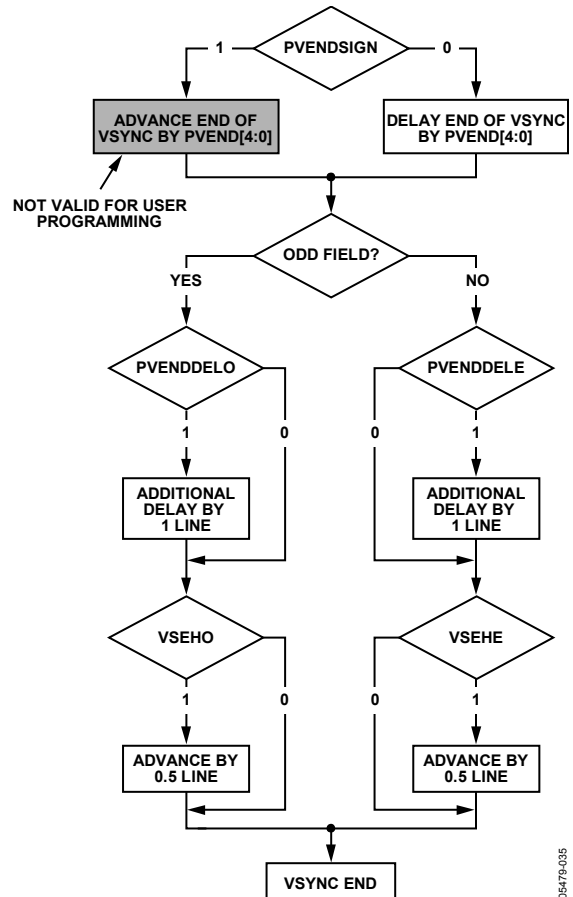 PVENDSIGN
1
0
ADVANCE END OF
VSYNC BY PVEND[4:0]
DELAY END OF VSYNC
BY PVEND[4:0]
NOT VALID FOR USER
PROGRAMMING
ODD FIELD?
YES
NO
PVENDDELO
PVENDDELE
1
0
0
1
ADDITIONAL
DELAY BY
1 LINE
ADDITIONAL
DELAY BY
1 LINE
VSEHO
VSEHE
1
0
0
1
ADVANCE BY
0.5 LINE
ADVANCE BY
0.5 LINE
VSYNC END
05479-035